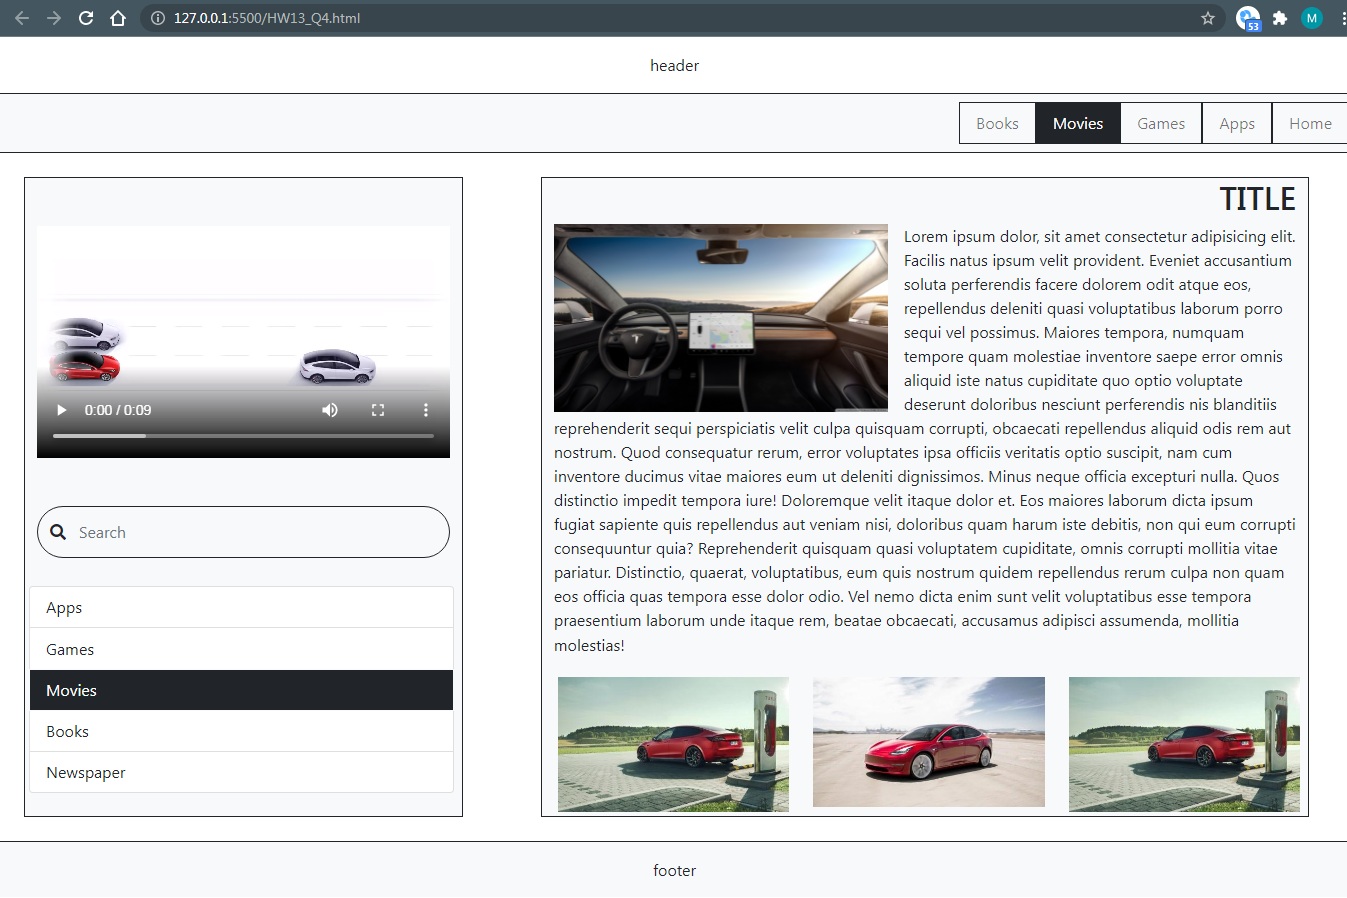 127.0.0.1:5500/HW13_Q4.html
53
M
header
Books Movies Games Apps Home
0:00 / 0:09
Search
Apps
Games
Movies
Books
Newspaper
TITLE
Lorem ipsum dolor, sit amet consectetur adipisicing elit.
Facilis natus ipsum velit provident. Eveniet accusantium
soluta perferendis facere dolorem odit atque eos,
repellendus deleniti quasi voluptatibus laborum porro
sequi vel possimus. Maiores tempora, numquam
tempore quam molestiae inventore saepe error omnis
aliquid iste natus cupiditate quo optio voluptate
deserunt doloribus nesciunt perferendis nis blanditiis
reprehenderit sequi perspiciatis velit culpa quisquam corrupti, obcaecati repellendus aliquid odis rem aut
nostrum. Quod consequatur rerum, error voluptates ipsa officiis veritatis optio suscipit, nam cum
inventore ducimus vitae maiores eum ut deleniti dignissimos. Minus neque officia excepturi nulla. Quos
distinctio impedit tempora iure! Doloremque velit itaque dolor et. Eos maiores laborum dicta ipsum
fugiat sapiente quis repellendus aut veniam nisi, doloribus quam harum iste debitis, non qui eum corrupti
consequuntur quia? Reprehenderit quisquam quasi voluptatem cupiditate, omnis corrupti mollitia vitae
pariatur. Distinctio, quaerat, voluptatibus, eum quis nostrum quidem repellendus rerum culpa non quam
eos officia quas tempora esse dolor odio. Vel nemo dicta enim sunt velit voluptatibus esse tempora
praesentium laborum unde itaque rem, beatae obcaecati, accusamus adipisci assumenda, mollitia
molestias!
footer